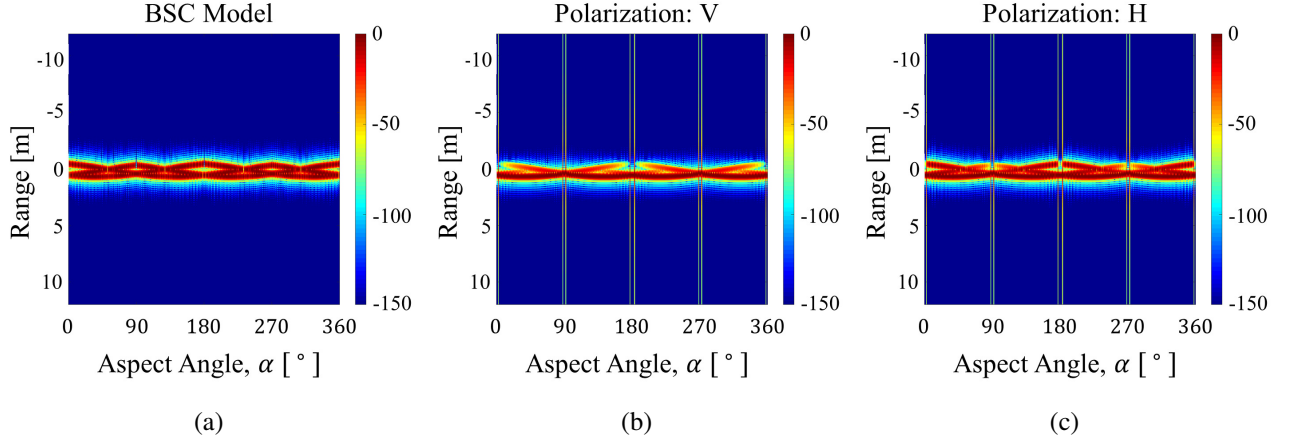 BSC Model
Range [m]
-10
-5
0
5
10
0 90 180 270 360
Aspect Angle, α [°]
0
-50
-100
-150
(a)
Polarization: V
Range [m]
-10
-5
0
5
10
0 90 180 270 360
Aspect Angle, α [°]
0
-50
-100
-150
(b)
Polarization: H
Range [m]
-10
-5
0
5
10
0 90 180 270 360
Aspect Angle, α [°]
0
-50
-100
-150
(c)